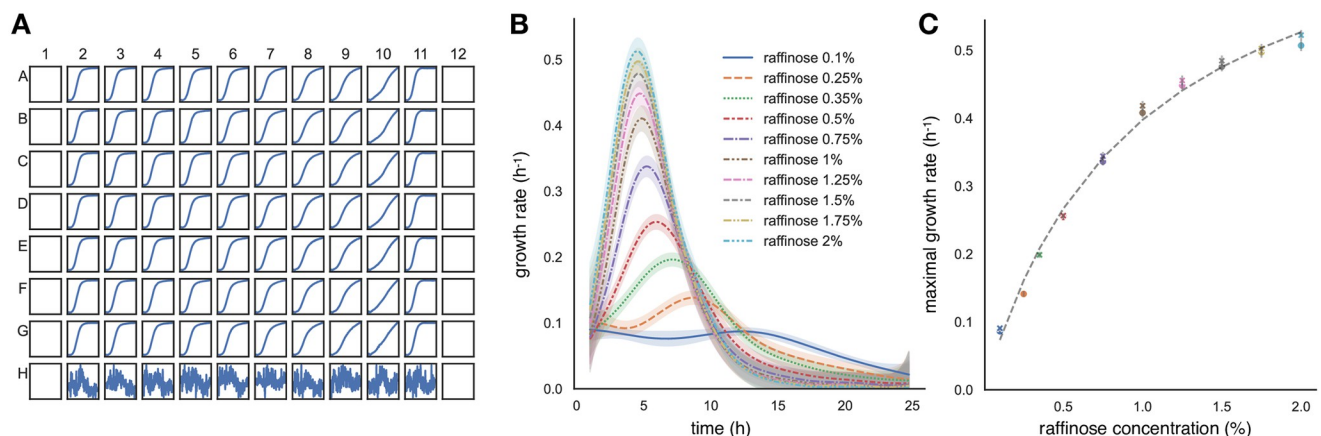 A
1 2 3 4 5 6 7 8 9 10 11 12
A
B
C
D
E
F
G
H
B
growth rate (h⁻¹)
0.5
0.4
0.3
0.2
0.1
0.0
raffinose 0.1%
raffinose 0.25%
raffinose 0.35%
raffinose 0.5%
raffinose 0.75%
raffinose 1%
raffinose 1.25%
raffinose 1.5%
raffinose 1.75%
raffinose 2%
0 5 10 15 20 25
time (h)
C
maximal growth rate (h⁻¹)
0.5
0.4
0.3
0.2
0.1
0.0
0.5 1.0 1.5 2.0
raffinose concentration (%)